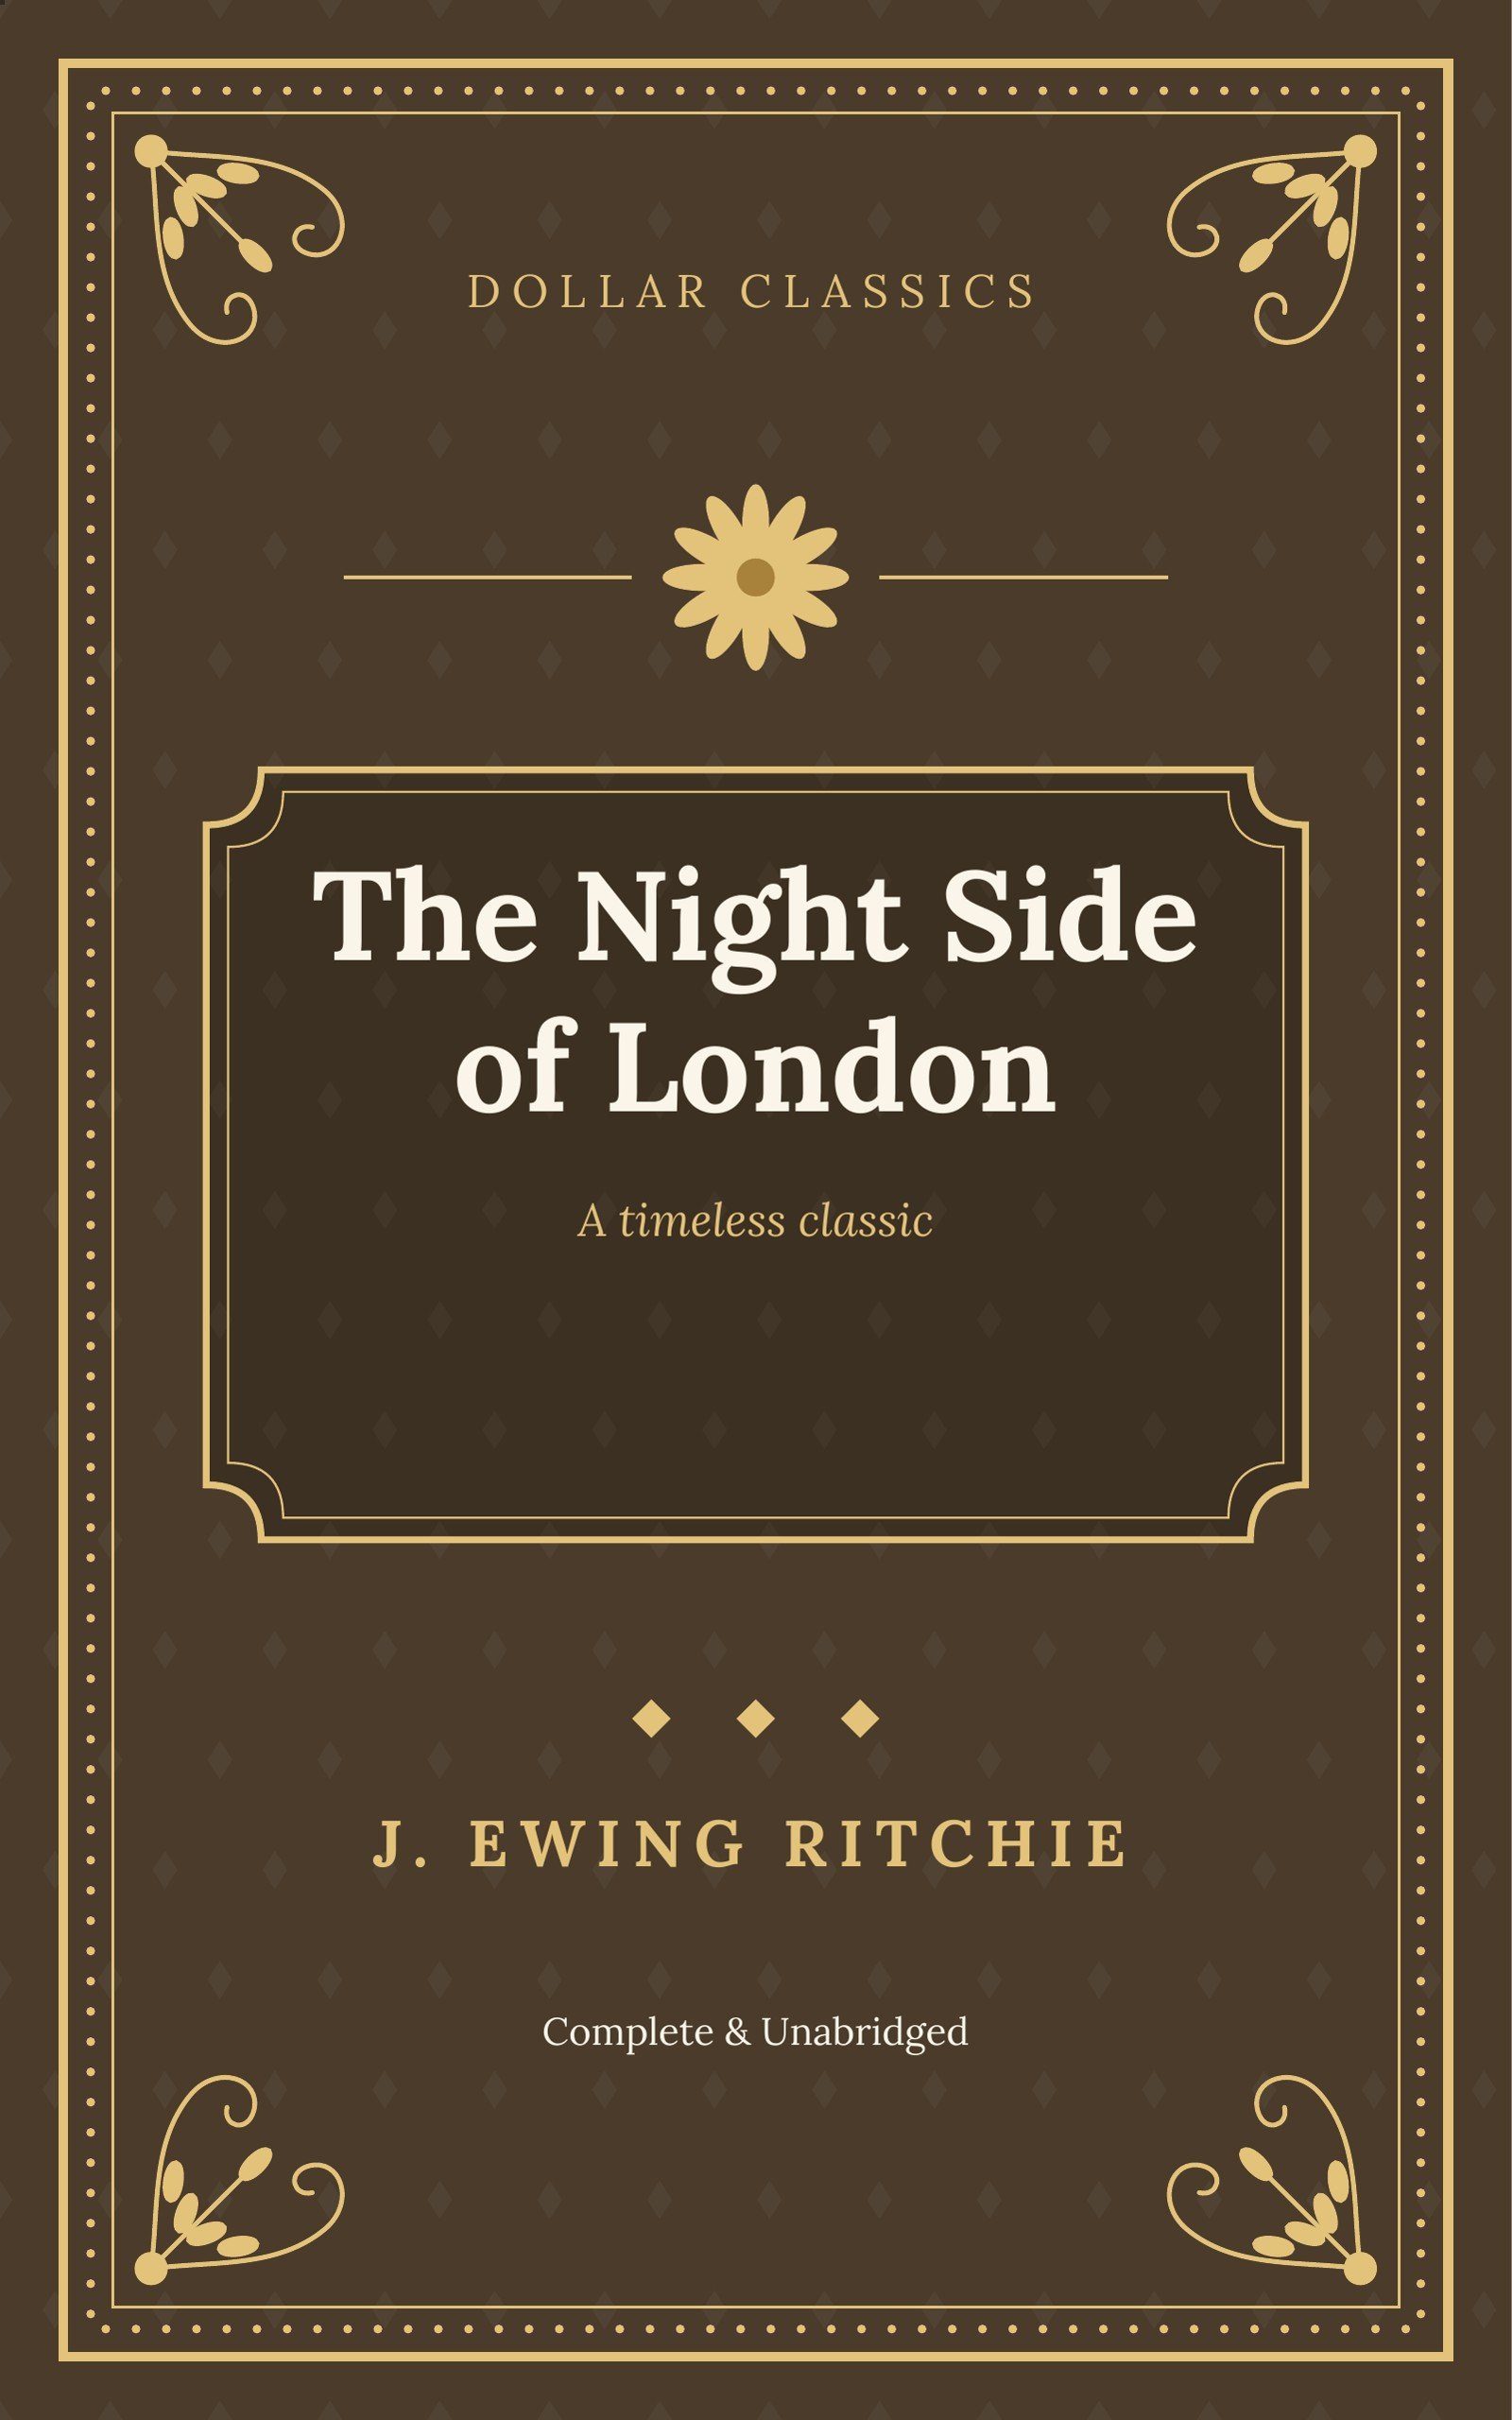 DOLLAR CLASSICS
The Night Side
of London
A timeless classic
J. EWING RITCHIE
Complete & Unabridged